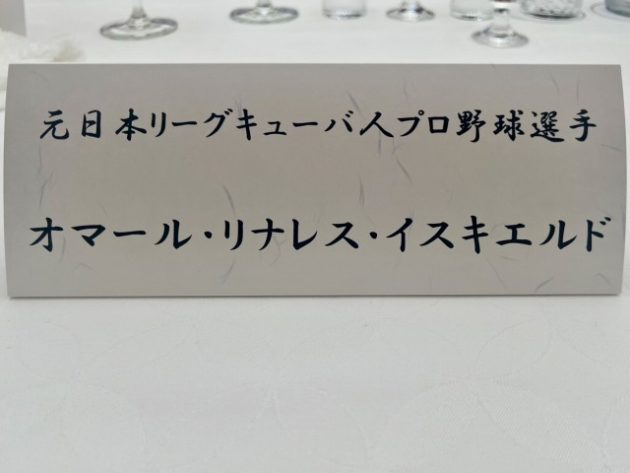 元日本リーグキューバ人プロ野球選手
オマール・リナレス・イスキエルド